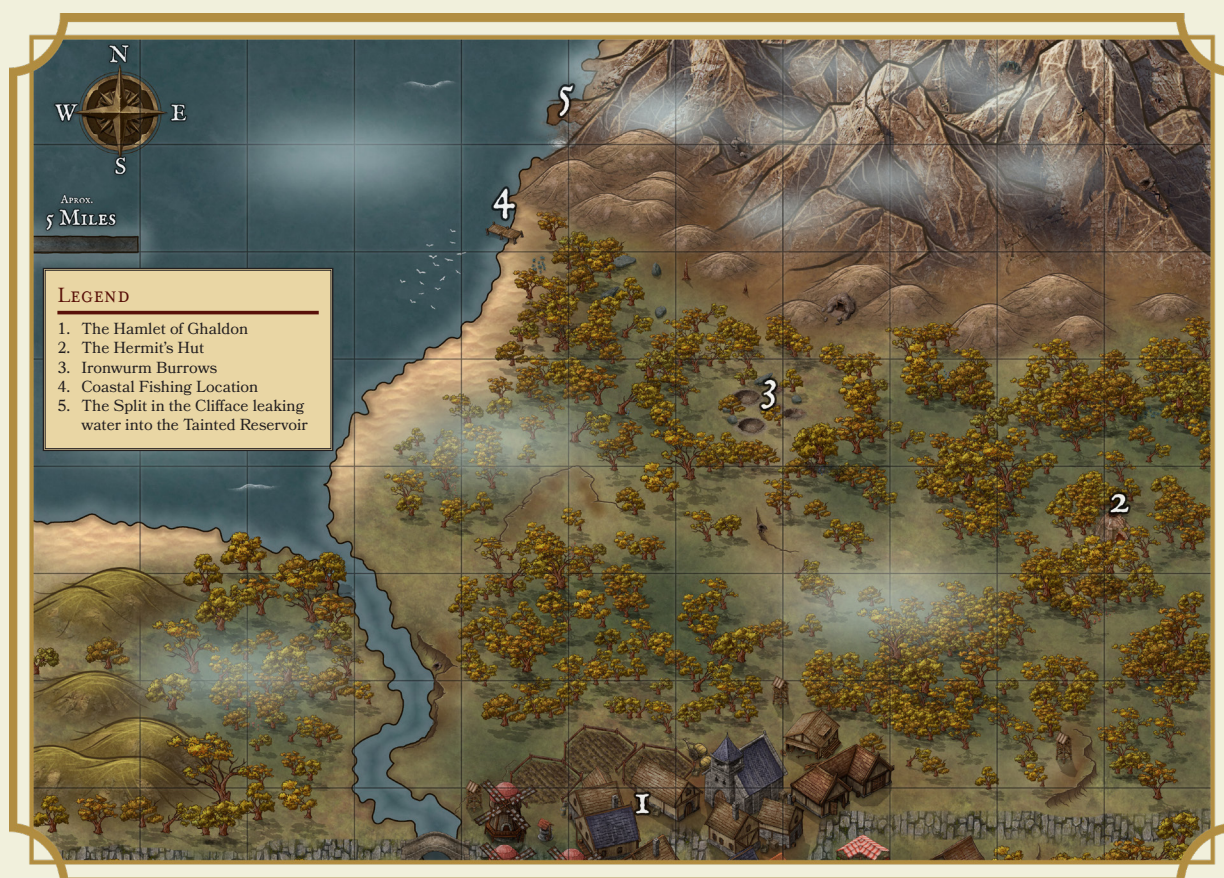 N
W
E
S
Aprox.
5 Miles
Legend
1. The Hamlet of Ghaldon
2. The Hermit's Hut
3. Ironwurm Burrows
4. Coastal Fishing Location
5. The Split in the Clifface leaking
water into the Tainted Reservoir
5
4
3
2
1